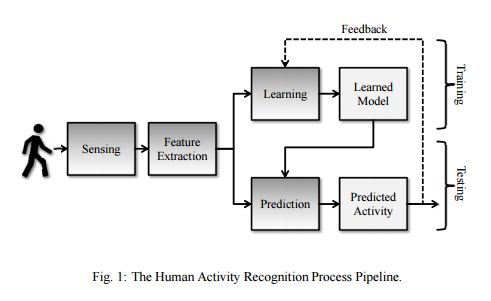 Feedback
Learning
Learned
Model
Training
Sensing
Feature
Extraction
Prediction
Predicted
Activity
Testing
Fig. 1: The Human Activity Recognition Process Pipeline.